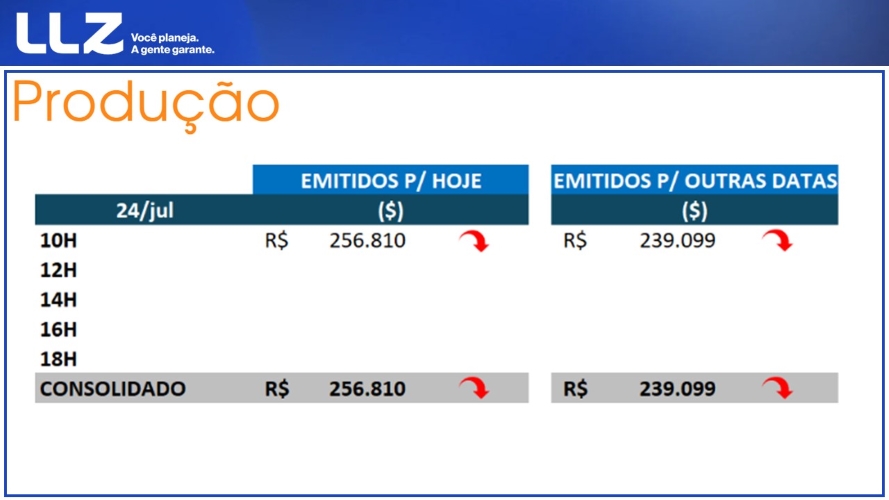 LLZ
Você planeja.
A gente garante.
Produção
EMITIDOS P/ HOJE EMITIDOS P/ OUTRAS DATAS
24/jul ($) ($)
10H R$ 256.810 R$ 239.099
12H
14H
16H
18H
CONSOLIDADO R$ 256.810 R$ 239.099